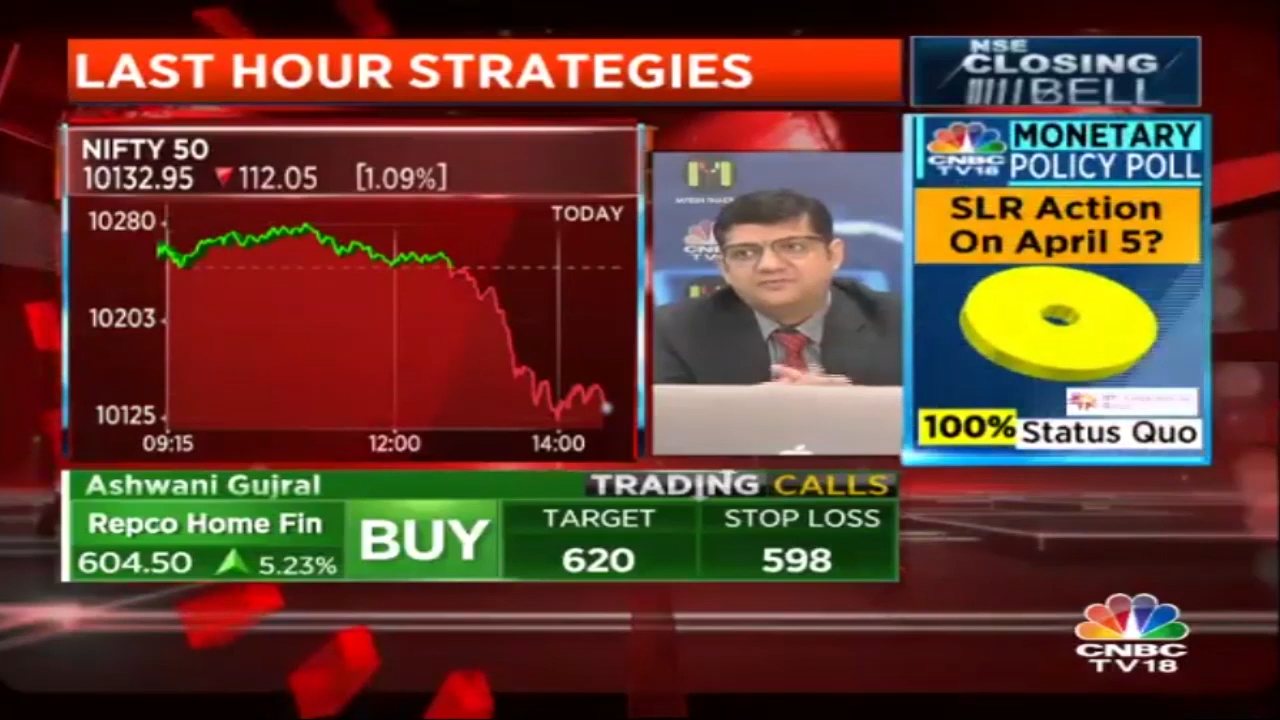 LAST HOUR STRATEGIES
NSE
CLOSING
BELL
NIFTY 50
10132.95 ▼112.05 [1.09%]
TODAY
10280
10203
10125
09:15 12:00 14:00
CNBC
TV18
CNBC
TV18
MONETARY
POLICY POLL
SLR Action
On April 5?
100% Status Quo
Ashwani Gujral
TRADING CALLS
Repco Home Fin
604.50 ▲ 5.23%
BUY
TARGET
620
STOP LOSS
598
CNBC
TV18